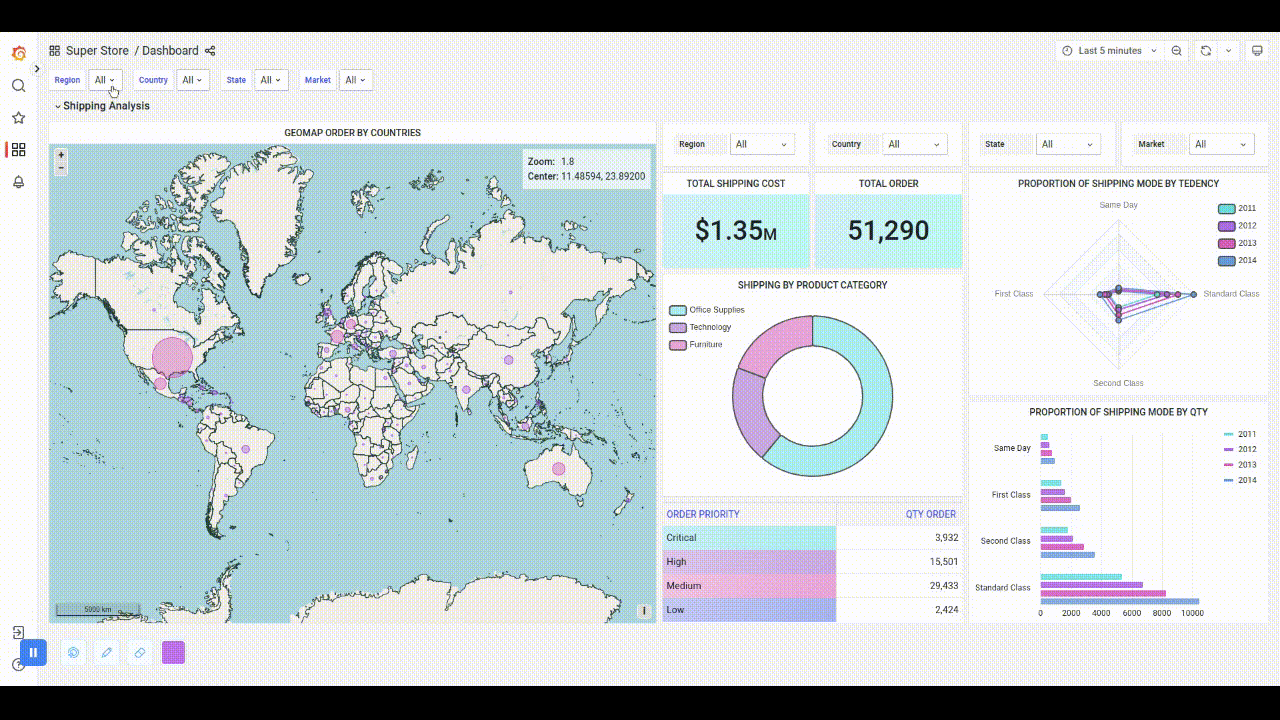 Super Store / Dashboard
Last 5 minutes
Region All Country All State All Market All
Shipping Analysis
GEOMAP ORDER BY COUNTRIES
+
−
Zoom: 1.8
Center: 11.48594, 23.89200
5000 km
i
Region All
Country All
State All
Market All
TOTAL SHIPPING COST
$1.35M
TOTAL ORDER
51,290
SHIPPING BY PRODUCT CATEGORY
Office Supplies
Technology
Furniture
ORDER PRIORITY QTY ORDER
Critical 3,932
High 15,501
Medium 29,433
Low 2,424
PROPORTION OF SHIPPING MODE BY TEDENCY
Same Day
First Class
Standard Class
Second Class
2011
2012
2013
2014
PROPORTION OF SHIPPING MODE BY QTY
2011
2012
2013
2014
Same Day
First Class
Second Class
Standard Class
0 2000 4000 6000 8000 10000